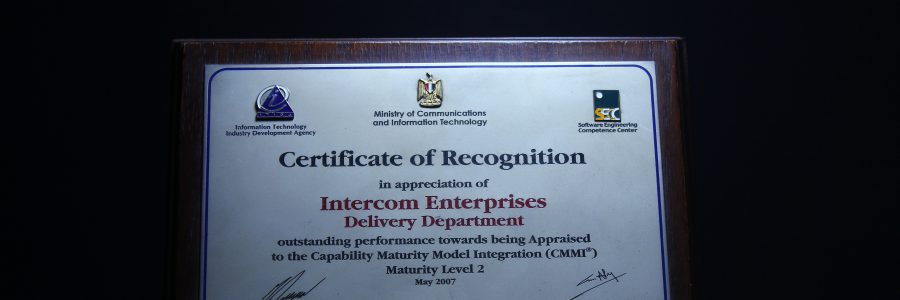 Information Technology
Industry Development Agency
Ministry of Communications
and Information Technology
SECC
Software Engineering
Competence Center
Certificate of Recognition
in appreciation of
Intercom Enterprises
Delivery Department
outstanding performance towards being Appraised
to the Capability Maturity Model Integration (CMMI®)
Maturity Level 2
May 2007